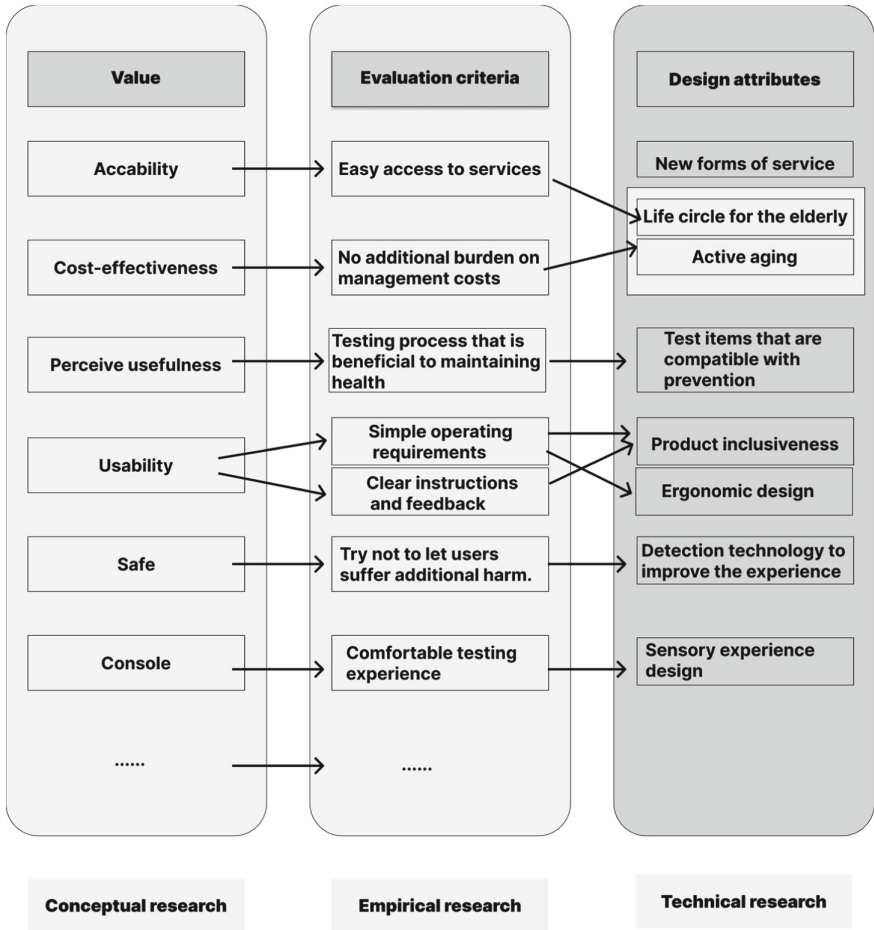 Value
Evaluation criteria
Design attributes
Accability
Easy access to services
New forms of service
Life circle for the elderly
Cost-effectiveness
No additional burden on
management costs
Active aging
Perceive usefulness
Testing process that is
beneficial to maintaining
health
Test items that are
compatible with
prevention
Usability
Simple operating
requirements
Clear instructions
and feedback
Product inclusiveness
Ergonomic design
Safe
Try not to let users
suffer additional harm.
Detection technology to
improve the experience
Console
Comfortable testing
experience
Sensory experience
design
......
......
Conceptual research
Empirical research
Technical research